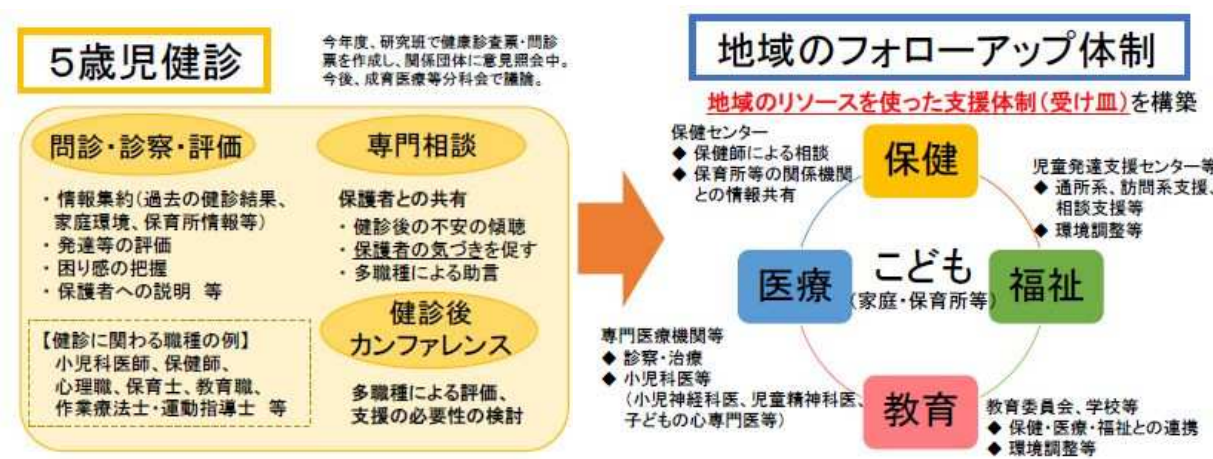 5歳児健診
今年度、研究班で健康診査票・問診
票を作成し、関係団体に意見照会中。
今後、成育医療等分科会で議論。
問診・診察・評価
・情報集約(過去の健診結果、
家庭環境、保育所情報等)
・発達等の評価
・困り感の把握
・保護者への説明 等
【健診に関わる職種の例】
小児科医師、保健師、
心理職、保育士、教育職、
作業療法士・運動指導士 等
専門相談
保護者との共有
・健診後の不安の傾聴
・保護者の気づきを促す
・多職種による助言
健診後
カンファレンス
多職種による評価、
支援の必要性の検討
地域のフォローアップ体制
地域のリソースを使った支援体制(受け皿)を構築
保健センター
◆ 保健師による相談
◆ 保育所等の関係機関
との情報共有
保健
児童発達支援センター等
◆ 通所系、訪問系支援、
相談支援等
◆ 環境調整等
医療
こども
(家庭・保育所等)
福祉
専門医療機関等
◆ 診察・治療
◆ 小児科医等
(小児神経科医、児童精神科医、
子どもの心専門医等)
教育
教育委員会、学校等
◆ 保健・医療・福祉との連携
◆ 環境調整等